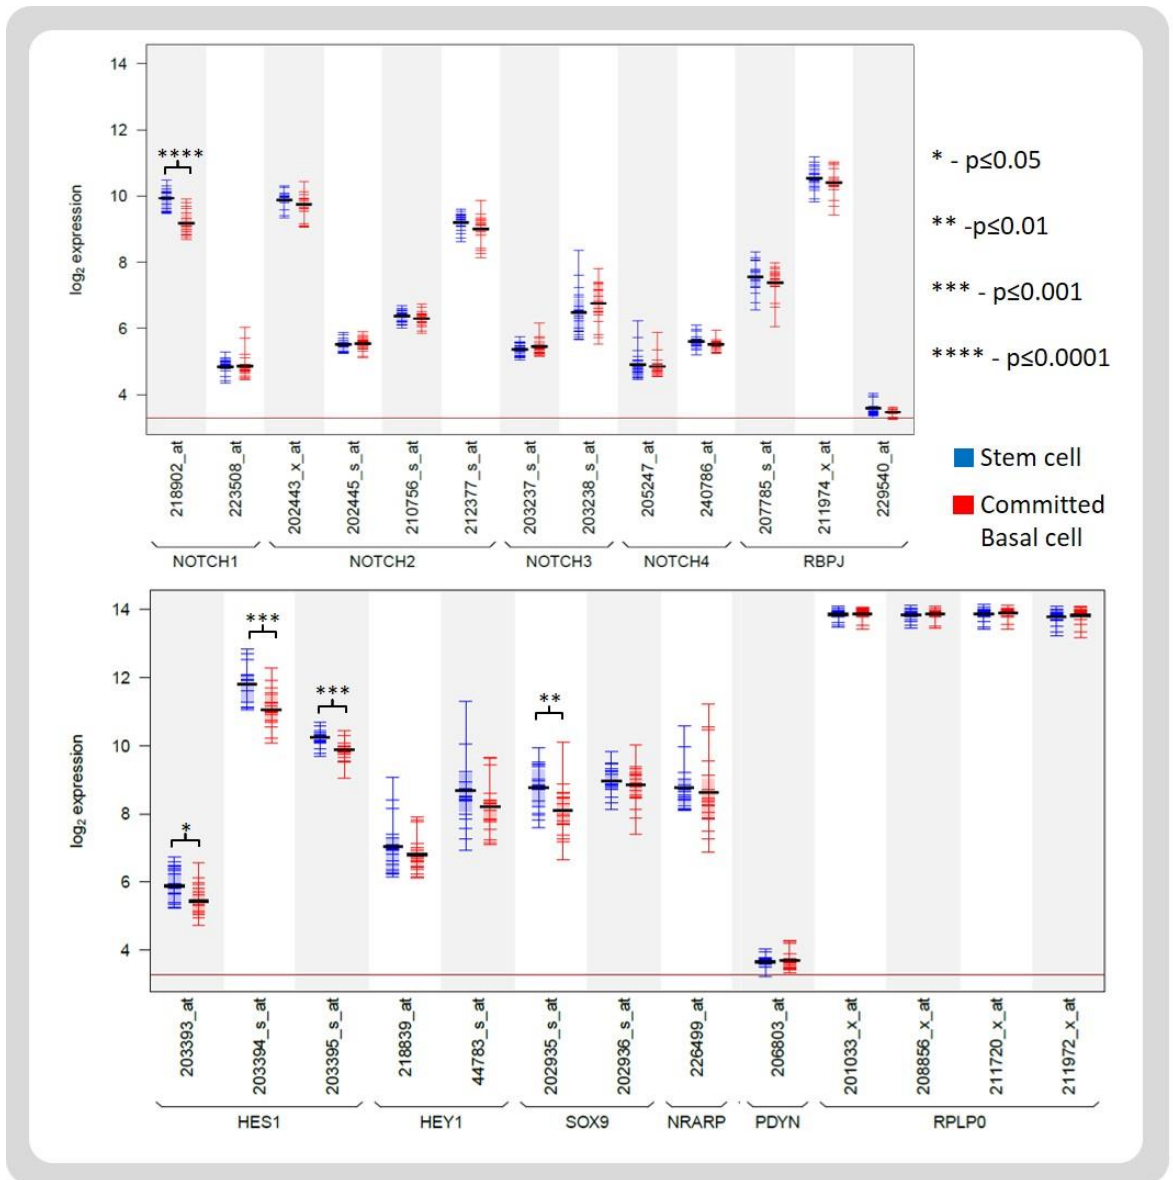 14
12
10
8
6
4
log2 expression
****
* - p≤0.05
** -p≤0.01
*** - p≤0.001
**** - p≤0.0001
Stem cell
Committed
Basal cell
218902_at
223508_at
202443_x_at
202445_s_at
210756_s_at
212377_s_at
203237_s_at
203238_s_at
205247_at
240786_at
207785_s_at
211974_x_at
229540_at
NOTCH1 NOTCH2 NOTCH3 NOTCH4 RBPJ
14
12
10
8
6
4
log2 expression
*
***
***
**
203393_at
203394_s_at
203395_s_at
218839_at
44783_s_at
202935_s_at
202936_s_at
226499_at
206803_at
201033_x_at
208856_x_at
211720_x_at
211972_x_at
HES1 HEY1 SOX9 NRARP PDYN RPLP0